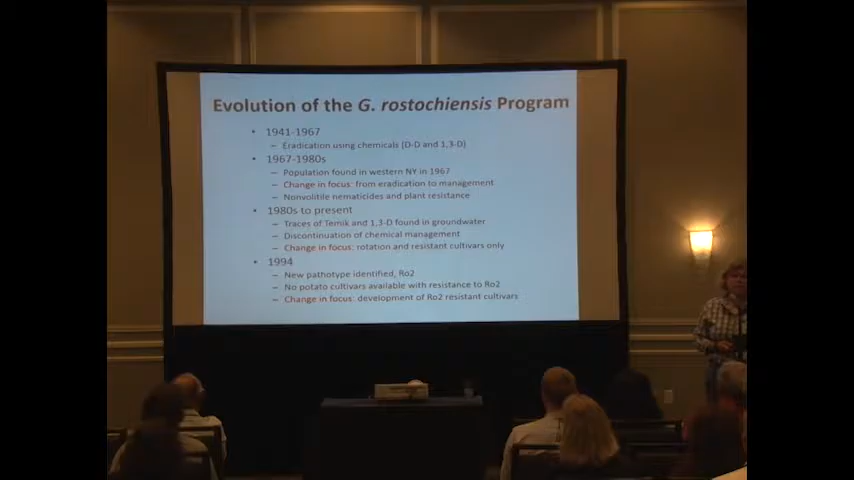 Evolution of the G. rostochiensis Program
• 1941-1967
– Eradication using chemicals (D-D and 1,3-D)
• 1967-1980s
– Population found in western NY in 1967
– Change in focus: from eradication to management
– Nonvolitile nematicides and plant resistance
• 1980s to present
– Traces of Temik and 1,3-D found in groundwater
– Discontinuation of chemical management
– Change in focus: rotation and resistant cultivars only
• 1994
– New pathotype identified, Ro2
– No potato cultivars available with resistance to Ro2
– Change in focus: development of Ro2 resistant cultivars